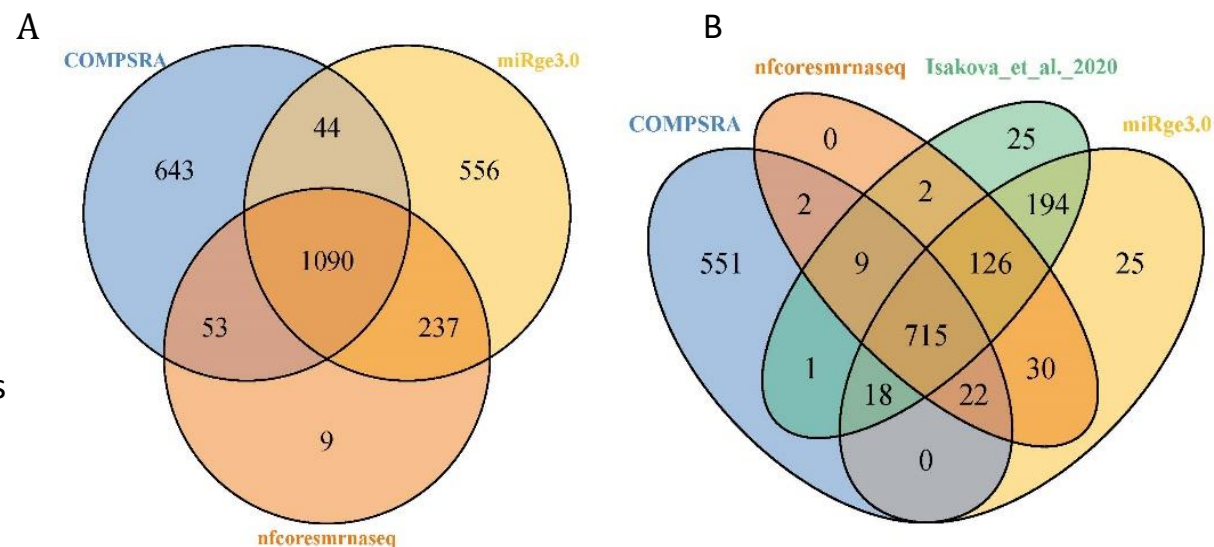 A
COMPSRA
miRge3.0
44
643
556
1090
53
237
s
9
nfcoresmrnaseq
B
nfcoresmrnaseq Isakova_et_al._2020
COMPSRA
miRge3.0
0
25
2
2
194
551
9
126
25
715
1
30
18
22
0